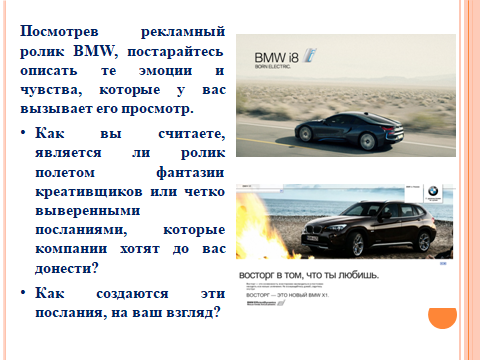 Посмотрев рекламный
ролик BMW, постарайтесь
описать те эмоции и
чувства, которые у вас
вызывает его просмотр.
• Как вы считаете,
является ли ролик
полетом фантазии
креативщиков или четко
выверенными
посланиями, которые
компании хотят до вас
донести?
• Как создаются эти
послания, на ваш взгляд?
BMW i8
BORN ELECTRIC.
ВОСТОРГ В ТОМ, ЧТО ТЫ ЛЮБИШЬ.
ВОСТОРГ — ЭТО НОВЫЙ BMW X1.